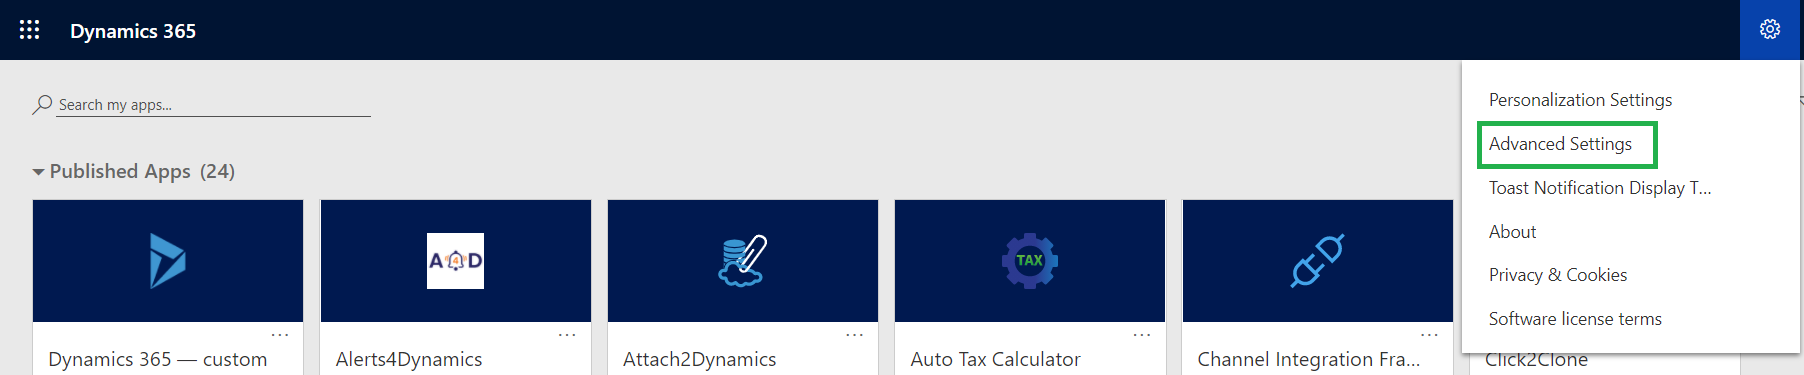 Dynamics 365
Search my apps...
Personalization Settings
Advanced Settings
Toast Notification Display T...
About
Privacy & Cookies
Software license terms
Published Apps (24)
A4D
TAX
Dynamics 365 — custom
Alerts4Dynamics
Attach2Dynamics
Auto Tax Calculator
Channel Integration Fra...
Click2Clone